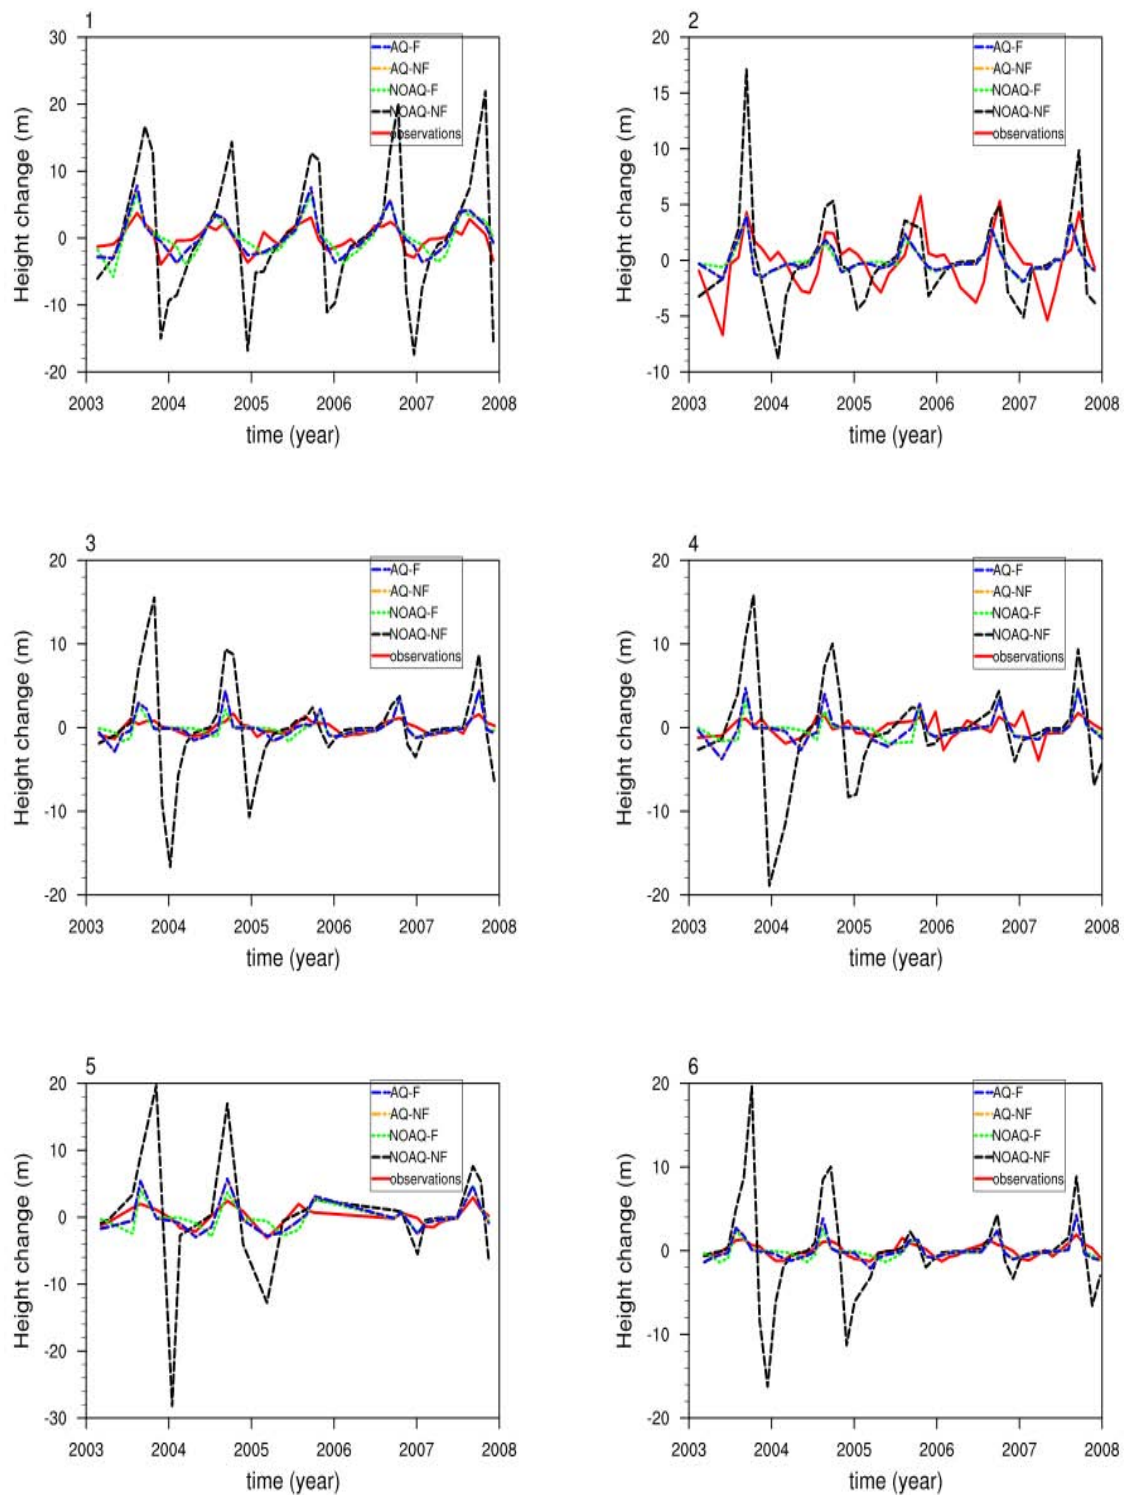 1
30
20
10
0
-10
-20
Height change (m)
2003 2004 2005 2006 2007 2008
time (year)
AQ-F
AQ-NF
NOAQ-F
NOAQ-NF
observations
2
20
15
10
5
0
-5
-10
Height change (m)
2003 2004 2005 2006 2007 2008
time (year)
AQ-F
AQ-NF
NOAQ-F
NOAQ-NF
observations
3
20
10
0
-10
-20
Height change (m)
2003 2004 2005 2006 2007 2008
time (year)
AQ-F
AQ-NF
NOAQ-F
NOAQ-NF
observations
4
20
10
0
-10
-20
Height change (m)
2003 2004 2005 2006 2007 2008
time (year)
AQ-F
AQ-NF
NOAQ-F
NOAQ-NF
observations
5
20
10
0
-10
-20
-30
Height change (m)
2003 2004 2005 2006 2007 2008
time (year)
AQ-F
AQ-NF
NOAQ-F
NOAQ-NF
observations
6
20
10
0
-10
-20
Height change (m)
2003 2004 2005 2006 2007 2008
time (year)
AQ-F
AQ-NF
NOAQ-F
NOAQ-NF
observations